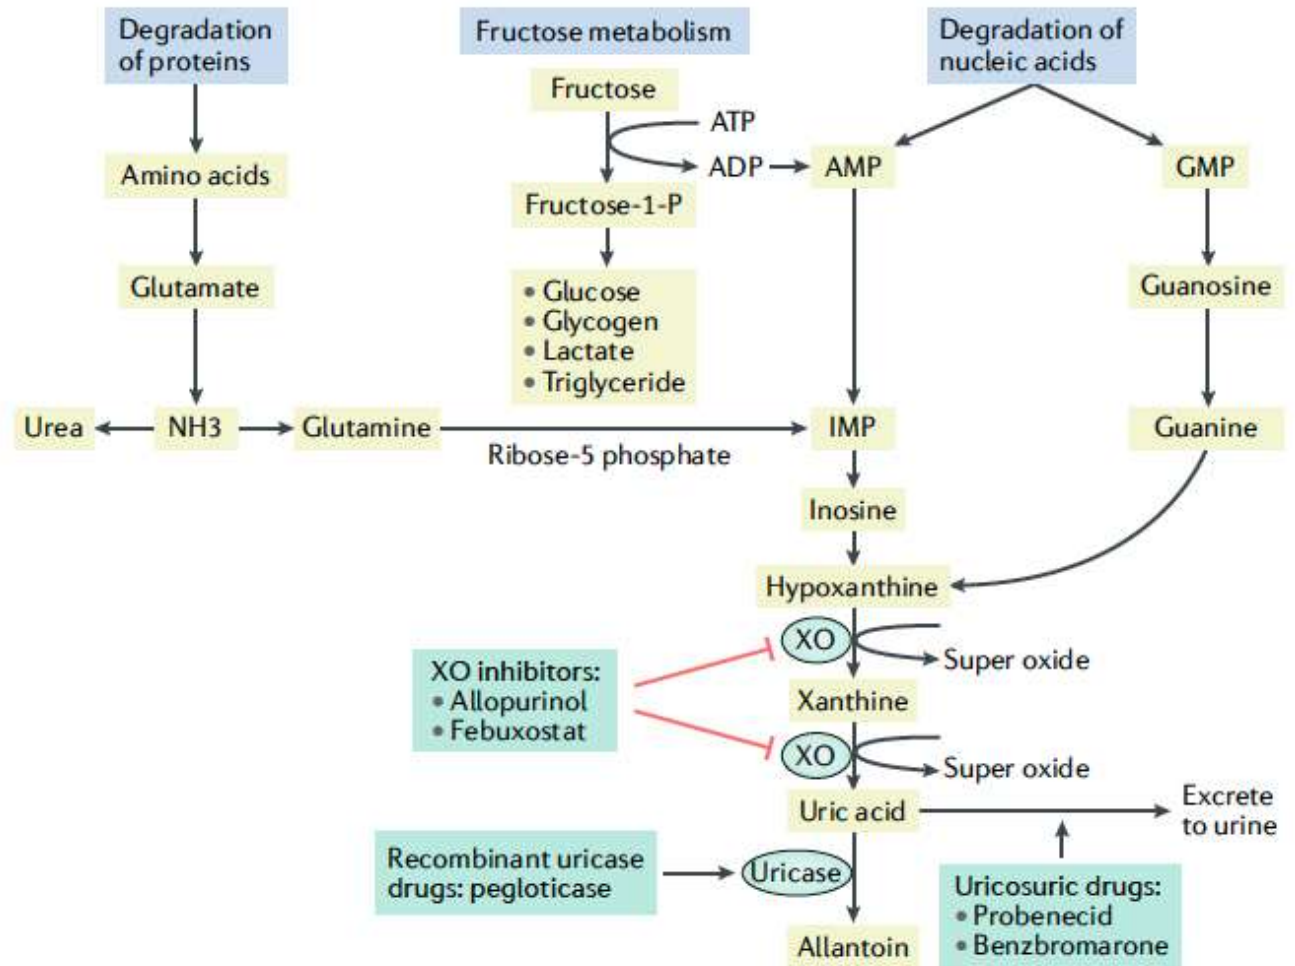 Degradation
of proteins
Fructose metabolism
Degradation of
nucleic acids
Fructose
ATP
ADP
AMP
GMP
Amino acids
Fructose-1-P
Glutamate
• Glucose
• Glycogen
• Lactate
• Triglyceride
Guanosine
Urea
NH3
Glutamine
Ribose-5 phosphate
IMP
Guanine
Inosine
Hypoxanthine
XO
Super oxide
XO inhibitors:
• Allopurinol
• Febuxostat
Xanthine
XO
Super oxide
Uric acid
Excrete
to urine
Recombinant uricase
drugs: pegloticase
Uricase
Uricosuric drugs:
• Probenecid
• Benzbromarone
Allantoin